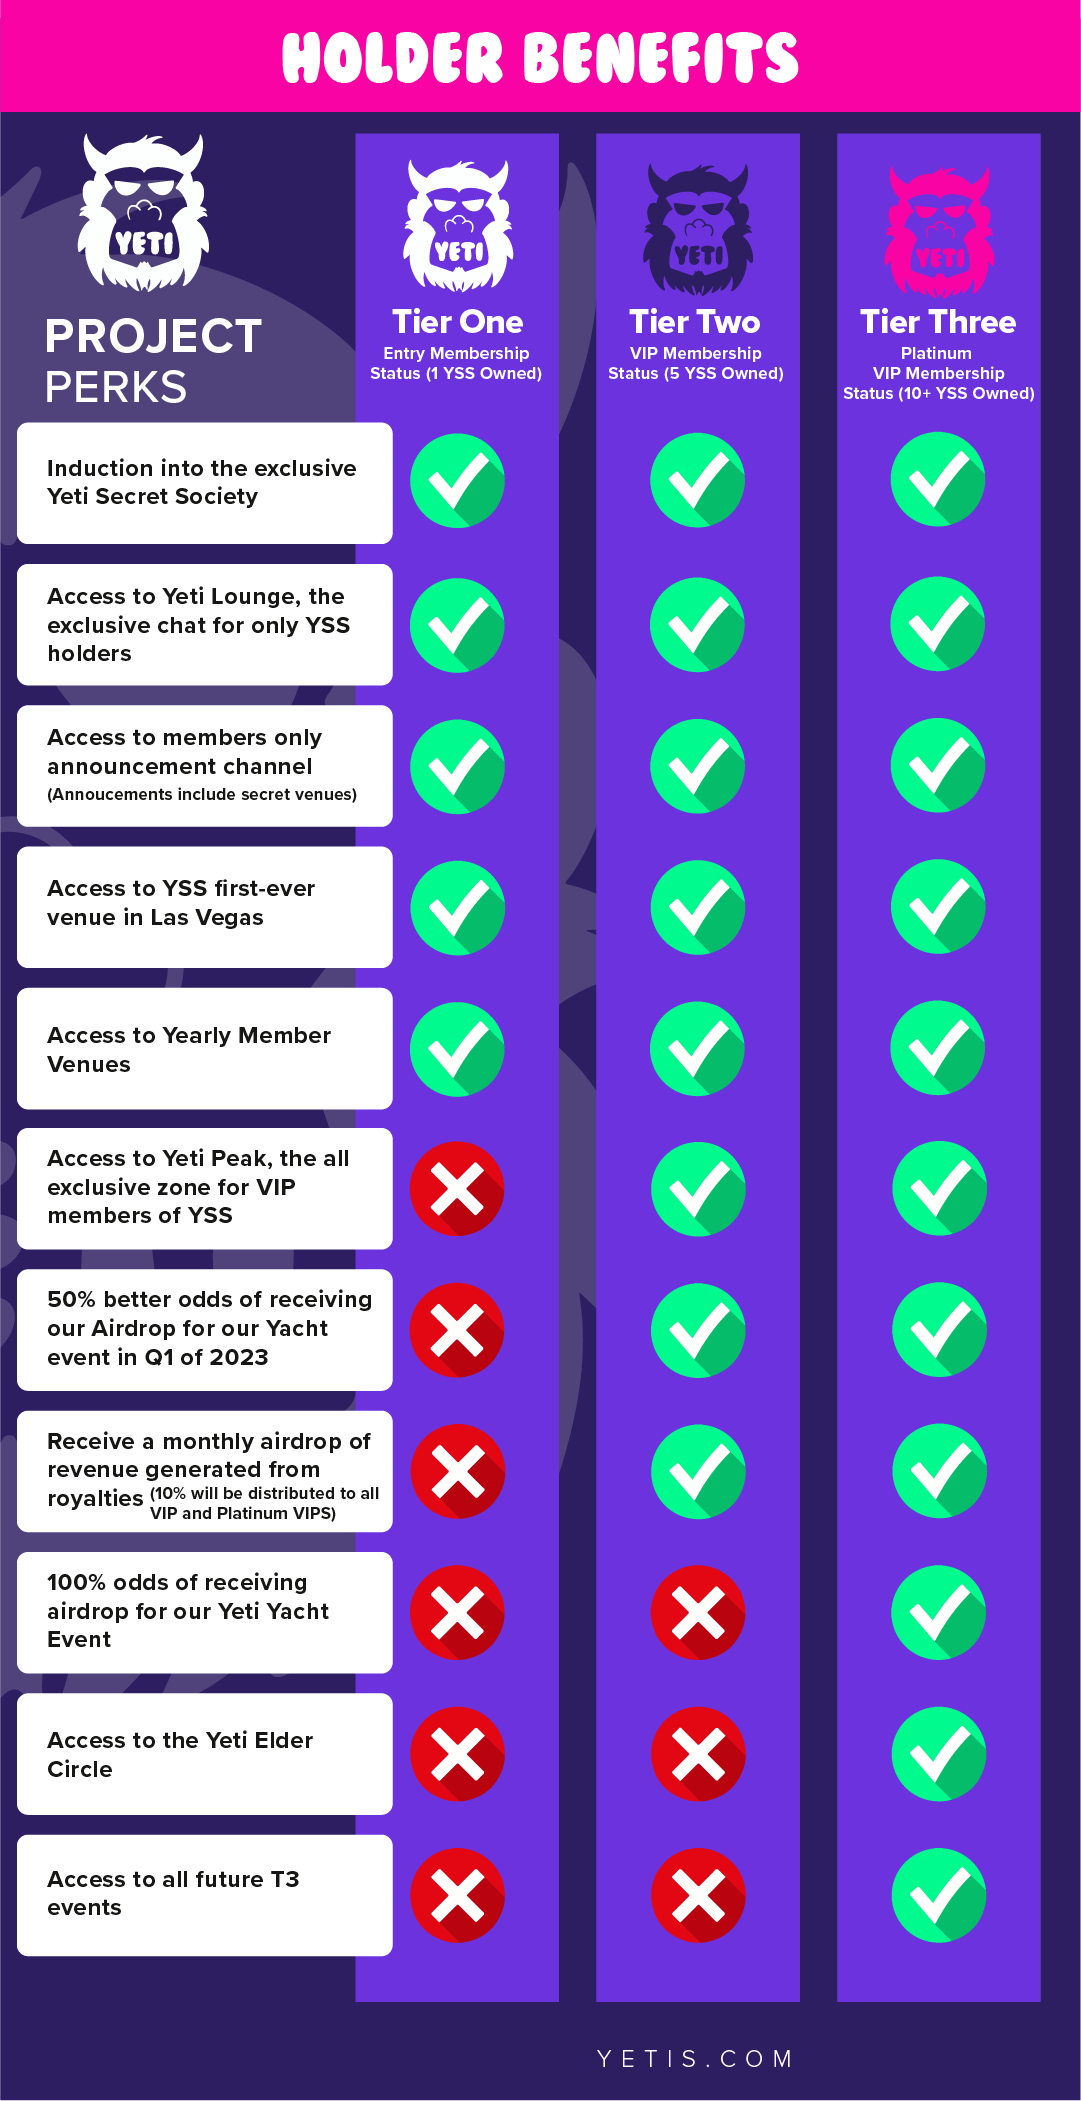 HOLDER BENEFITS
YETI
YETI
YETI
YETI
PROJECT
PERKS
Tier One
Entry Membership
Status (1 YSS Owned)
Tier Two
VIP Membership
Status (5 YSS Owned)
Tier Three
Platinum
VIP Membership
Status (10+ YSS Owned)
Induction into the exclusive
Yeti Secret Society
Access to Yeti Lounge, the
exclusive chat for only YSS
holders
Access to members only
announcement channel
(Annoucements include secret venues)
Access to YSS first-ever
venue in Las Vegas
Access to Yearly Member
Venues
Access to Yeti Peak, the all
exclusive zone for VIP
members of YSS
50% better odds of receiving
our Airdrop for our Yacht
event in Q1 of 2023
Receive a monthly airdrop of
revenue generated from
royalties (10% will be distributed to all
VIP and Platinum VIPS)
100% odds of receiving
airdrop for our Yeti Yacht
Event
Access to the Yeti Elder
Circle
Access to all future T3
events
YETIS.COM